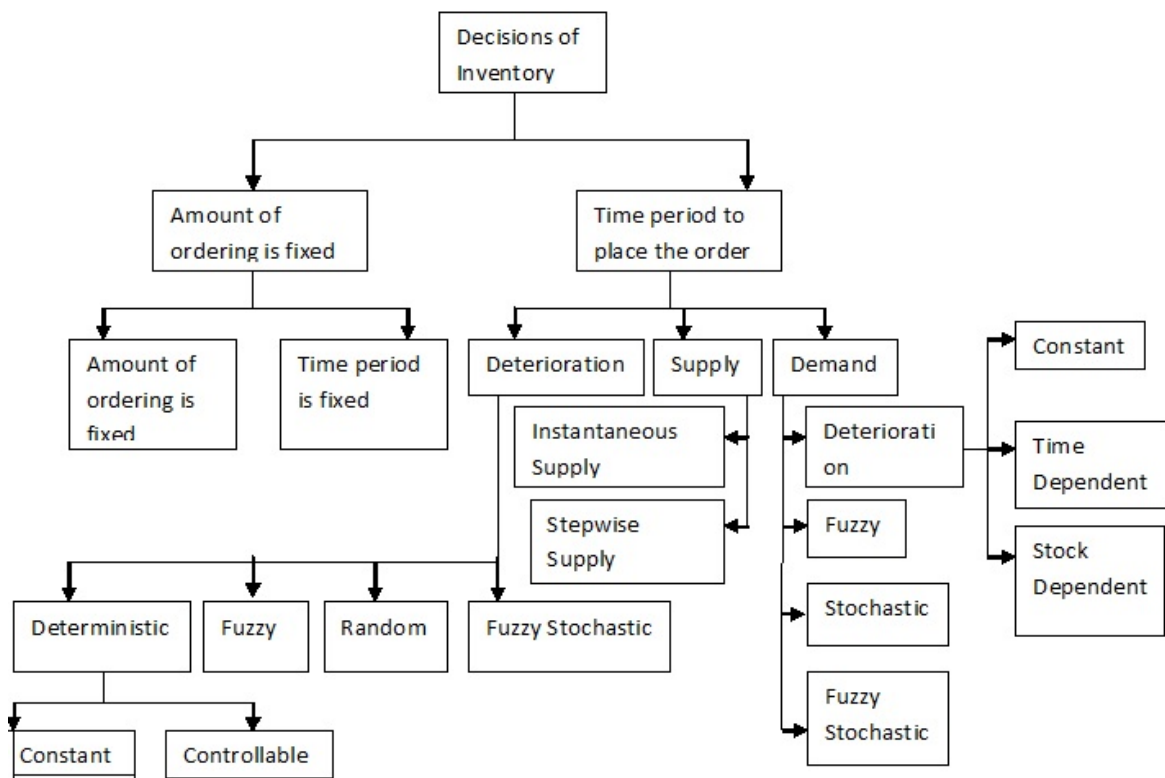 Decisions of
Inventory
Amount of
ordering is fixed
Time period to
place the order
Amount of
ordering is
fixed
Time period
is fixed
Deterioration
Supply
Demand
Constant
Instantaneous
Supply
Deteriorati
on
Time
Dependent
Stepwise
Supply
Fuzzy
Stock
Dependent
Deterministic
Fuzzy
Random
Fuzzy Stochastic
Stochastic
Fuzzy
Stochastic
Constant
Controllable